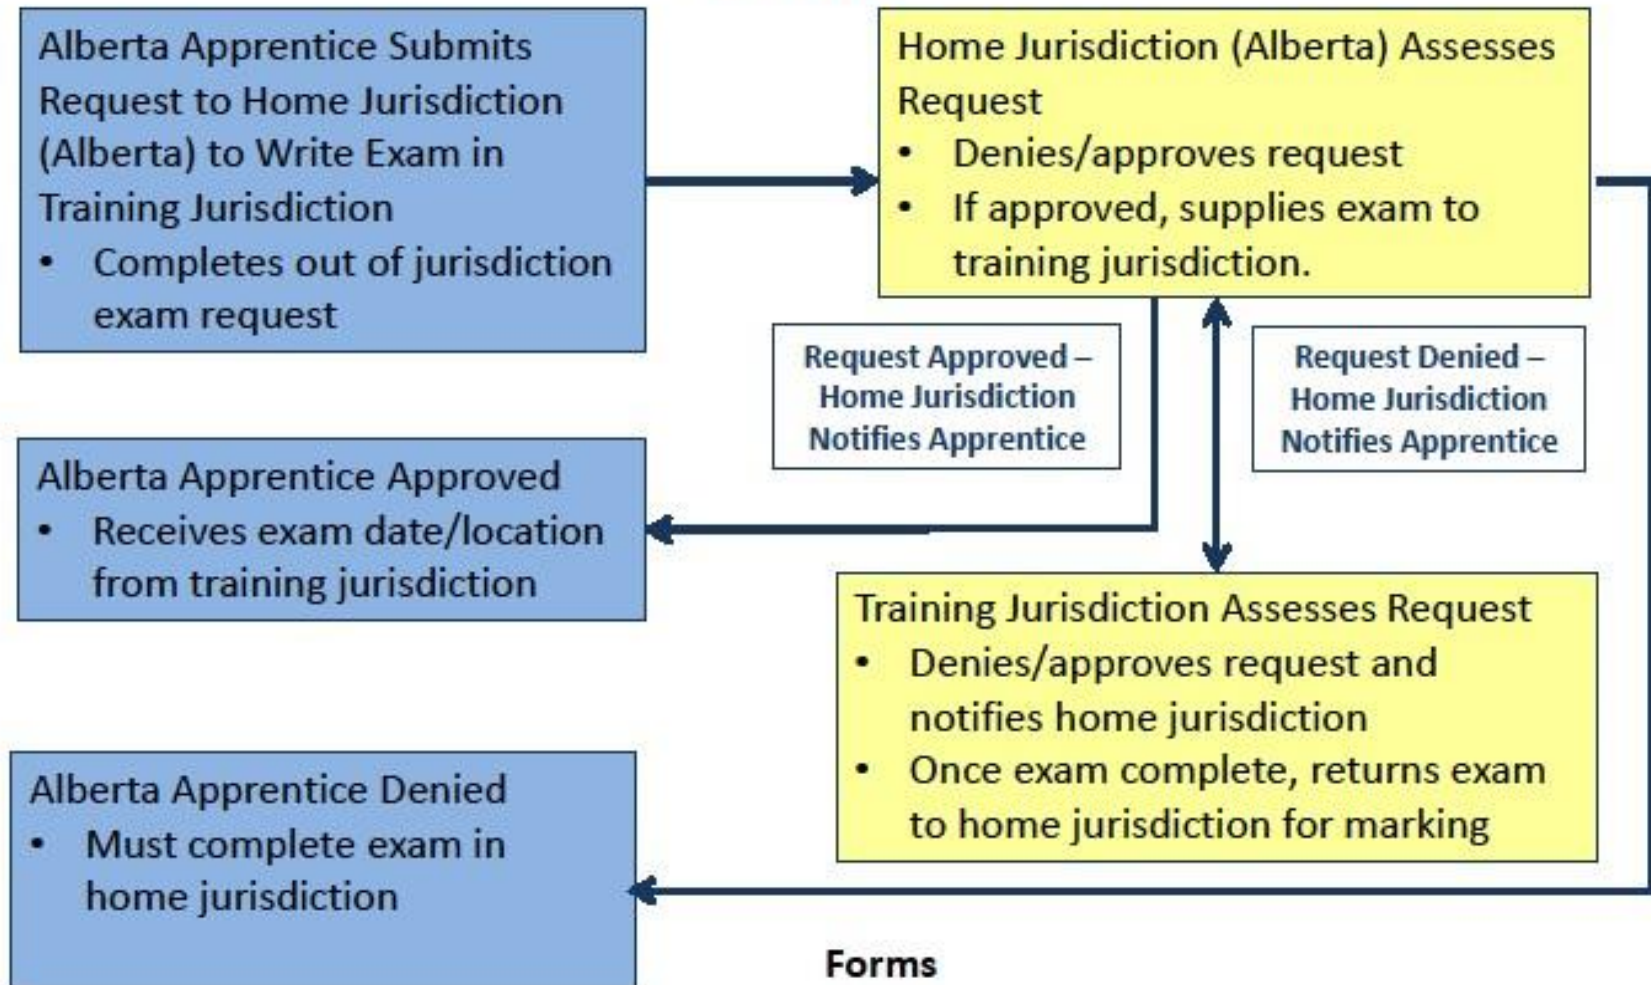 Alberta Apprentice Submits
Request to Home Jurisdiction
(Alberta) to Write Exam in
Training Jurisdiction
• Completes out of jurisdiction
exam request
Home Jurisdiction (Alberta) Assesses
Request
• Denies/approves request
• If approved, supplies exam to
training jurisdiction.
Request Approved –
Home Jurisdiction
Notifies Apprentice
Request Denied –
Home Jurisdiction
Notifies Apprentice
Alberta Apprentice Approved
• Receives exam date/location
from training jurisdiction
Training Jurisdiction Assesses Request
• Denies/approves request and
notifies home jurisdiction
• Once exam complete, returns exam
to home jurisdiction for marking
Alberta Apprentice Denied
• Must complete exam in
home jurisdiction
Forms